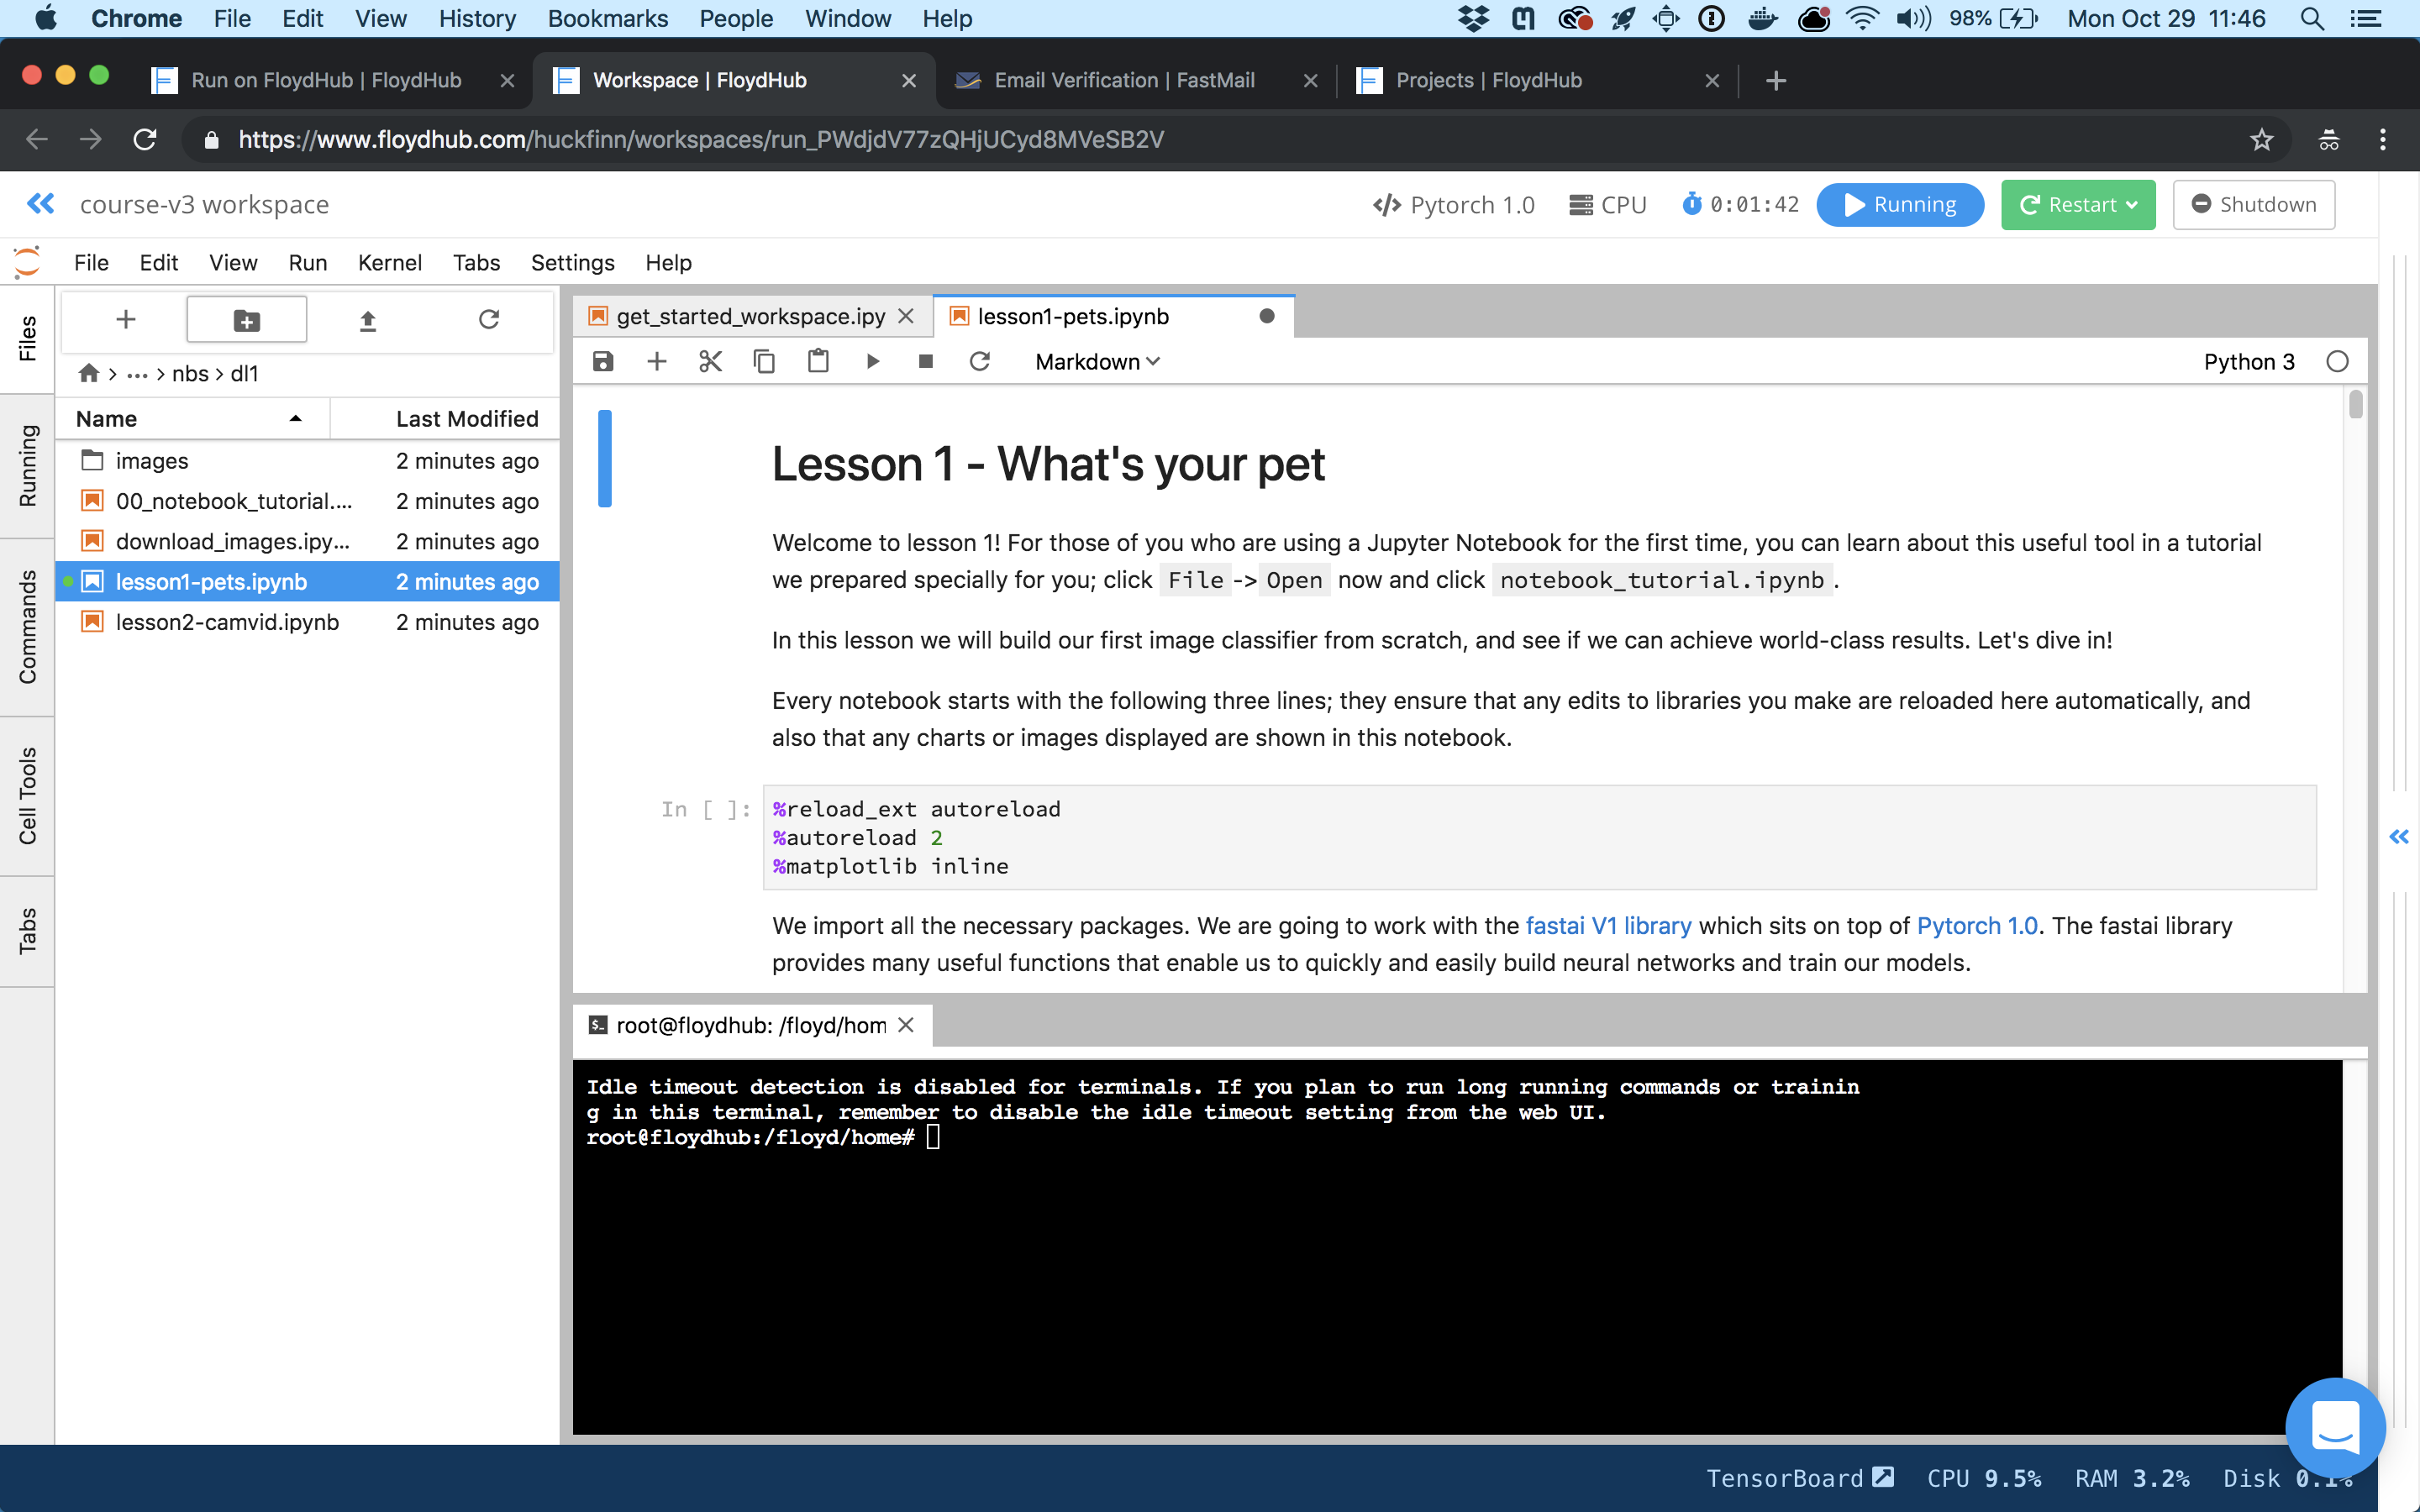 Chrome File Edit View History Bookmarks People Window Help 98% Mon Oct 29 11:46
Run on FloydHub | FloydHub Workspace | FloydHub Email Verification | FastMail Projects | FloydHub
https://www.floydhub.com/huckfinn/workspaces/run_PWdjdV77zQHjUCyd8MVeSB2V
course-v3 workspace Pytorch 1.0 CPU 0:01:42 Running Restart Shutdown
File Edit View Run Kernel Tabs Settings Help
Files
Running
Commands
Cell Tools
Tabs
… > nbs > dl1
Name Last Modified
images 2 minutes ago
00_notebook_tutorial.... 2 minutes ago
download_images.ipy... 2 minutes ago
lesson1-pets.ipynb 2 minutes ago
lesson2-camvid.ipynb 2 minutes ago
get_started_workspace.ipy lesson1-pets.ipynb
Markdown Python 3
Lesson 1 - What's your pet
Welcome to lesson 1! For those of you who are using a Jupyter Notebook for the first time, you can learn about this useful tool in a tutorial
we prepared specially for you; click File -> Open now and click notebook_tutorial.ipynb .
In this lesson we will build our first image classifier from scratch, and see if we can achieve world-class results. Let's dive in!
Every notebook starts with the following three lines; they ensure that any edits to libraries you make are reloaded here automatically, and
also that any charts or images displayed are shown in this notebook.
In [ ]: %reload_ext autoreload
%autoreload 2
%matplotlib inline
We import all the necessary packages. We are going to work with the fastai V1 library which sits on top of Pytorch 1.0. The fastai library
provides many useful functions that enable us to quickly and easily build neural networks and train our models.
root@floydhub: /floyd/hom
Idle timeout detection is disabled for terminals. If you plan to run long running commands or trainin
g in this terminal, remember to disable the idle timeout setting from the web UI.
root@floydhub:/floyd/home#
TensorBoard CPU 9.5% RAM 3.2% Disk 0.1%